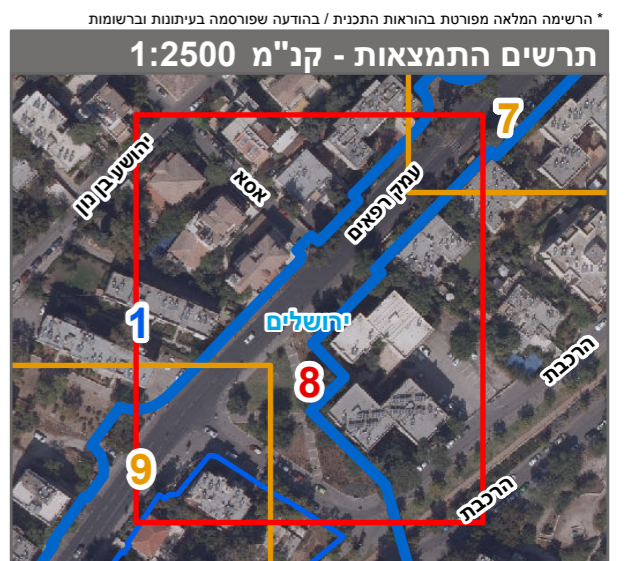 * הרשימה המלאה מפורטת בהוראות התכנית / בהודעה שפורסמה בעיתונות וברשומות
תרשים התמצאות - קנ"מ 1:2500
7
יהושע בן נון
אסא
עמק רפאים
1
ירושלים
8
הרכבת
9
הרכבת